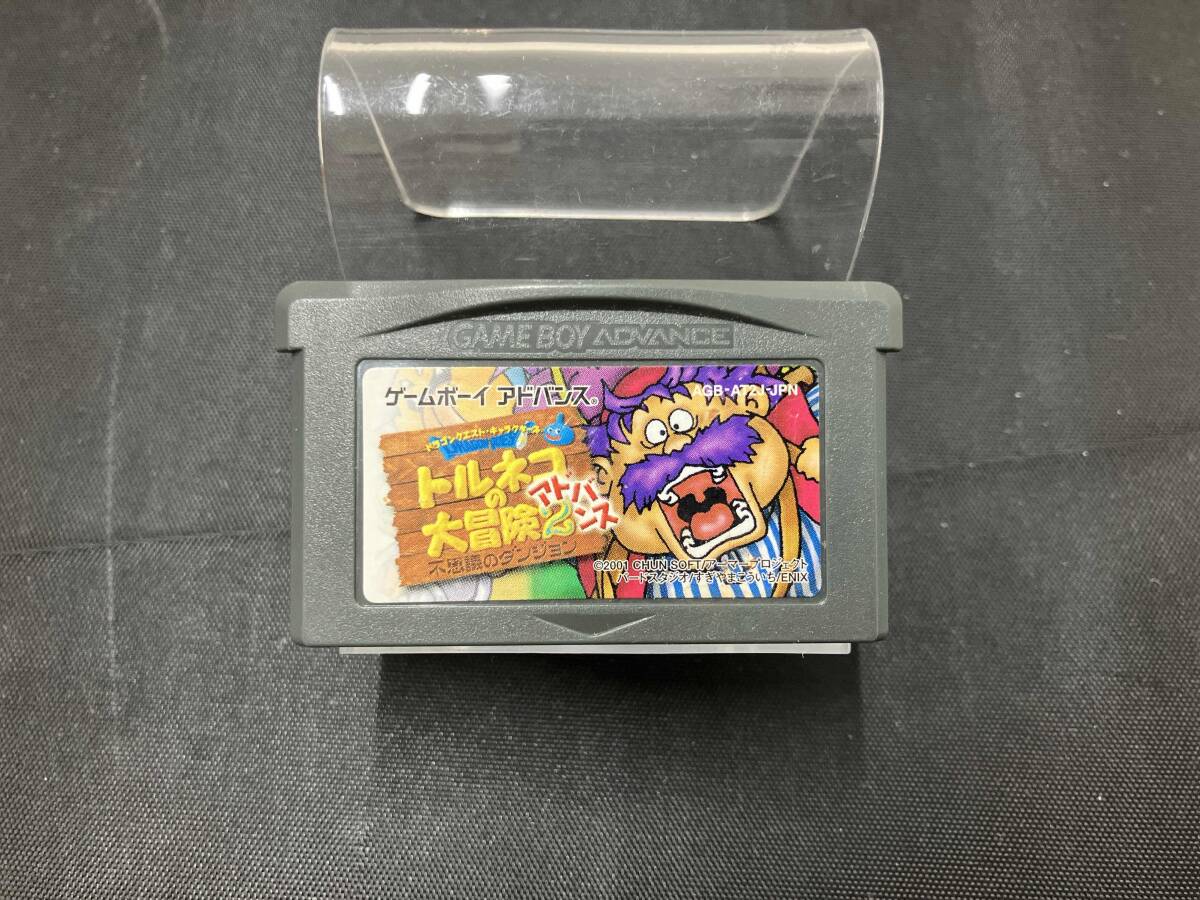 GAME BOY ADVANCE
ゲームボーイ アドバンス®
AGB-AT2J-JPN
ドラゴンクエスト・キャラクターズ
トルネコの
大冒険2
アドバンス
不思議のダンジョン
©2001 CHUN SOFT/アーマープロジェクト
バードスタジオ/すぎやまこういち/ENIX